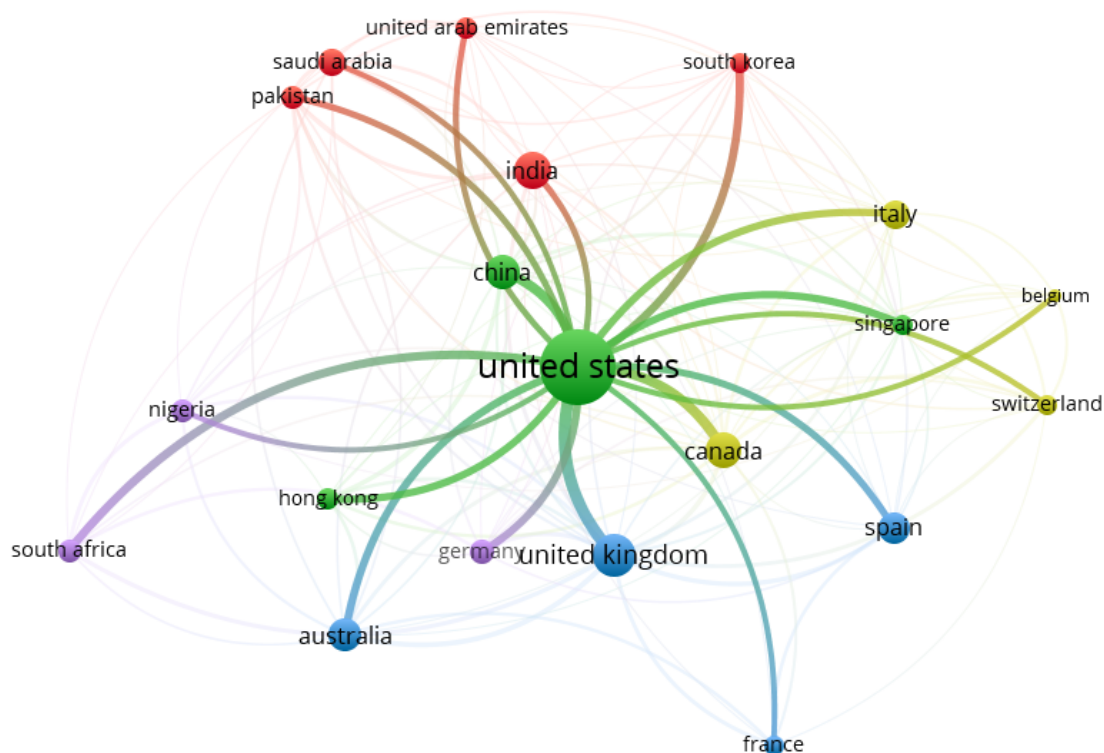 united arab emirates
saudi arabia
south korea
pakistan
india
italy
china
belgium
singapore
united states
switzerland
nigeria
canada
hong kong
spain
south africa
germany
united kingdom
australia
france